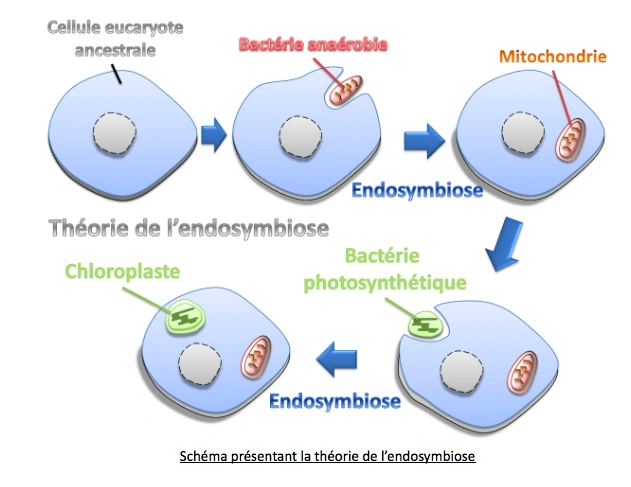 Cellule eucaryote
ancestrale
Bactérie anaérobie
Mitochondrie
Endosymbiose
Théorie de l'endosymbiose
Chloroplaste
Bactérie
photosynthétique
Endosymbiose
Schéma présentant la théorie de l'endosymbiose